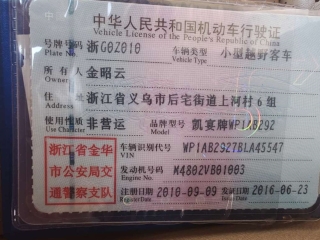 中华人民共和国机动车行驶证
Vehicle License of the People's Republic of China
号牌号码 浙G0Z010 车辆类型 小型越野客车
Plate No. Vehicle Type
所有人 金昭云
Owner
住址 浙江省义乌市后宅街道上河村6组
Address
使用性质 非营运 品牌型号 凯宴牌WP1AB292
Use Character Model
浙江省金华市公安局交通警察支队
车辆识别代号 WP1AB2927BLA45547
VIN
发动机号码 M4802VB01003
Engine No.
注册日期 2010-09-09 发证日期 2016-06-23
Register Date Issue Date